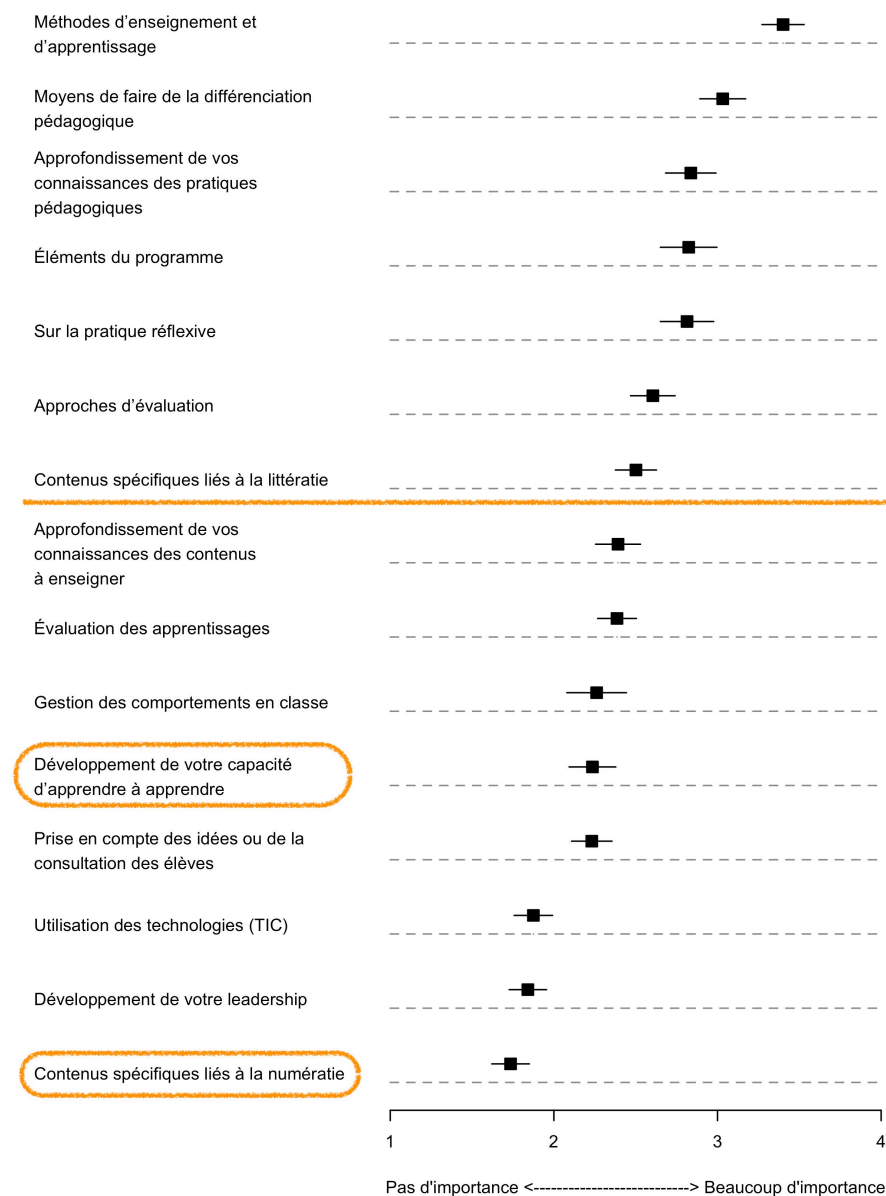 Méthodes d’enseignement et
d’apprentissage
Moyens de faire de la différenciation
pédagogique
Approfondissement de vos
connaissances des pratiques
pédagogiques
Éléments du programme
Sur la pratique réflexive
Approches d’évaluation
Contenus spécifiques liés à la littératie
Approfondissement de vos
connaissances des contenus
à enseigner
Évaluation des apprentissages
Gestion des comportements en classe
Développement de votre capacité
d’apprendre à apprendre
Prise en compte des idées ou de la
consultation des élèves
Utilisation des technologies (TIC)
Développement de votre leadership
Contenus spécifiques liés à la numératie
1 2 3 4
Pas d'importance <---------------------------> Beaucoup d'importance